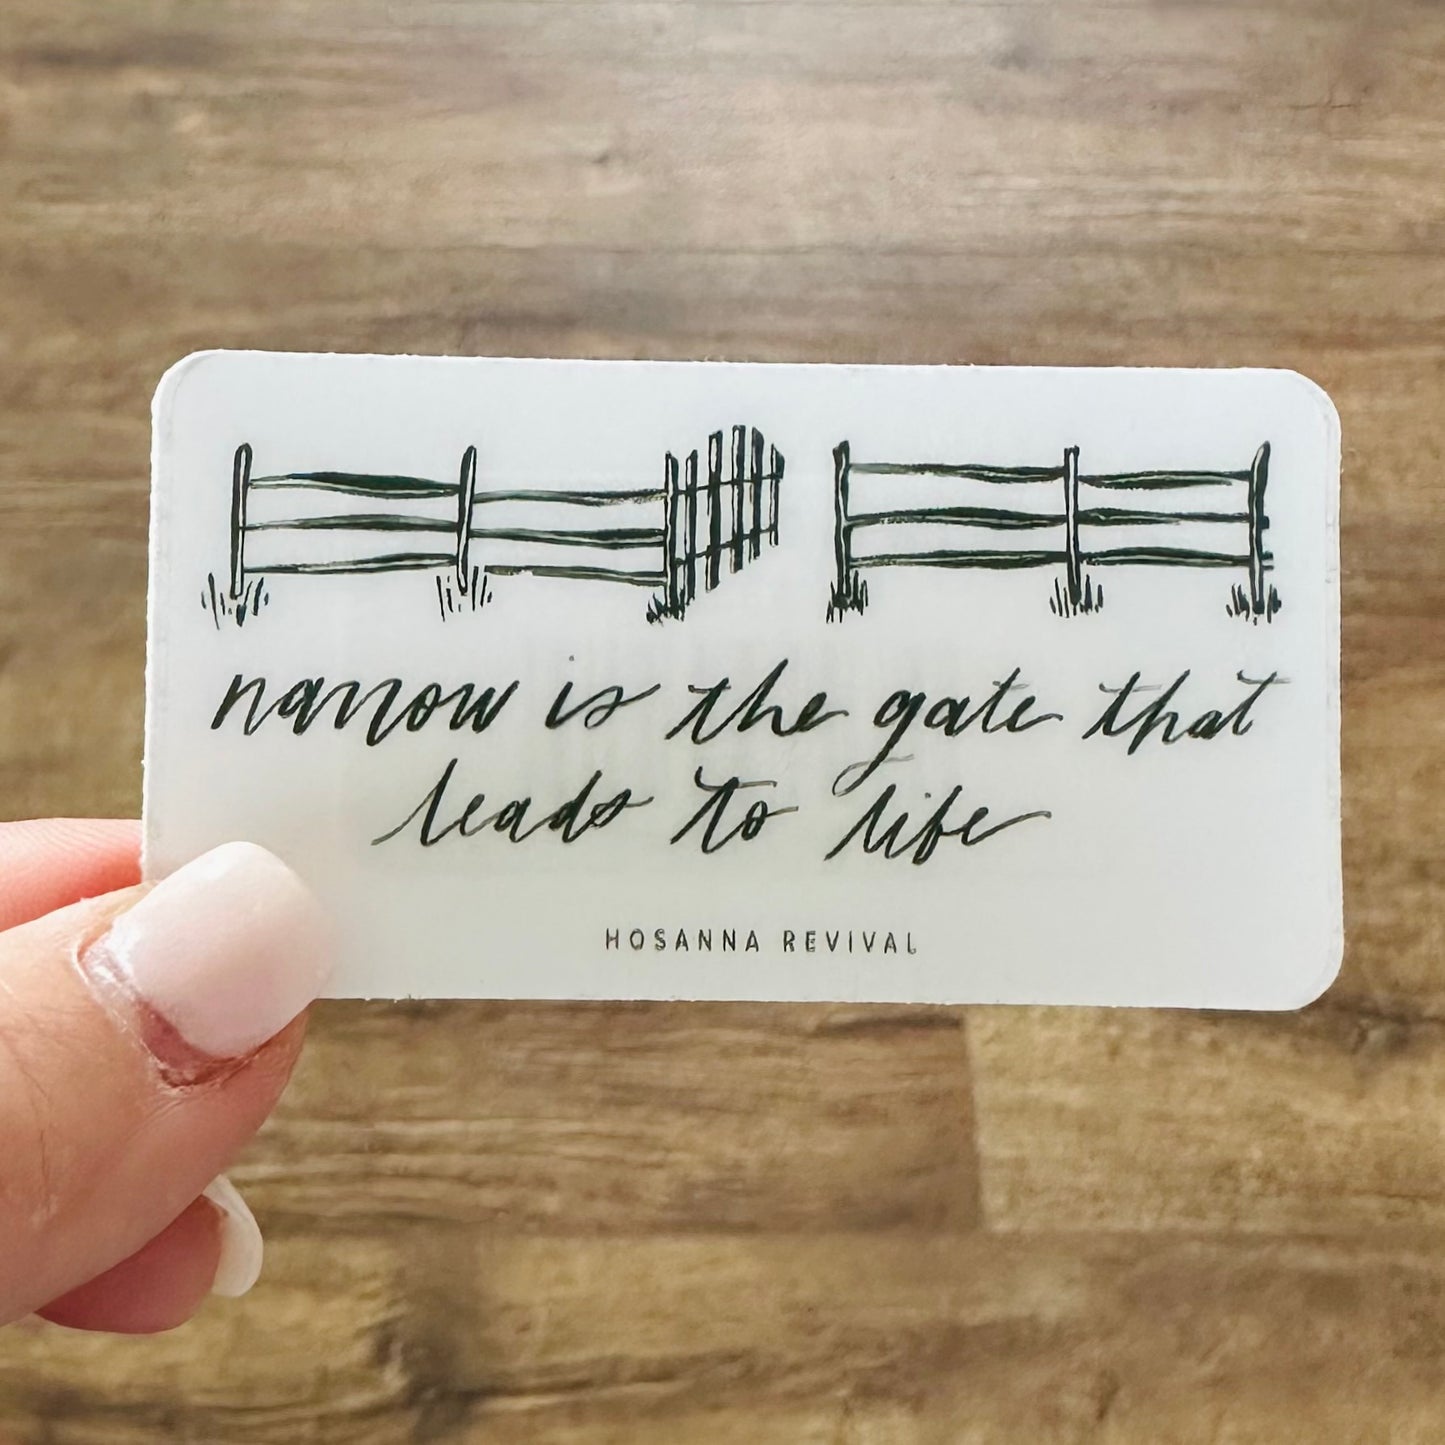 narrow is the gate that
leads to life
HOSANNA REVIVAL